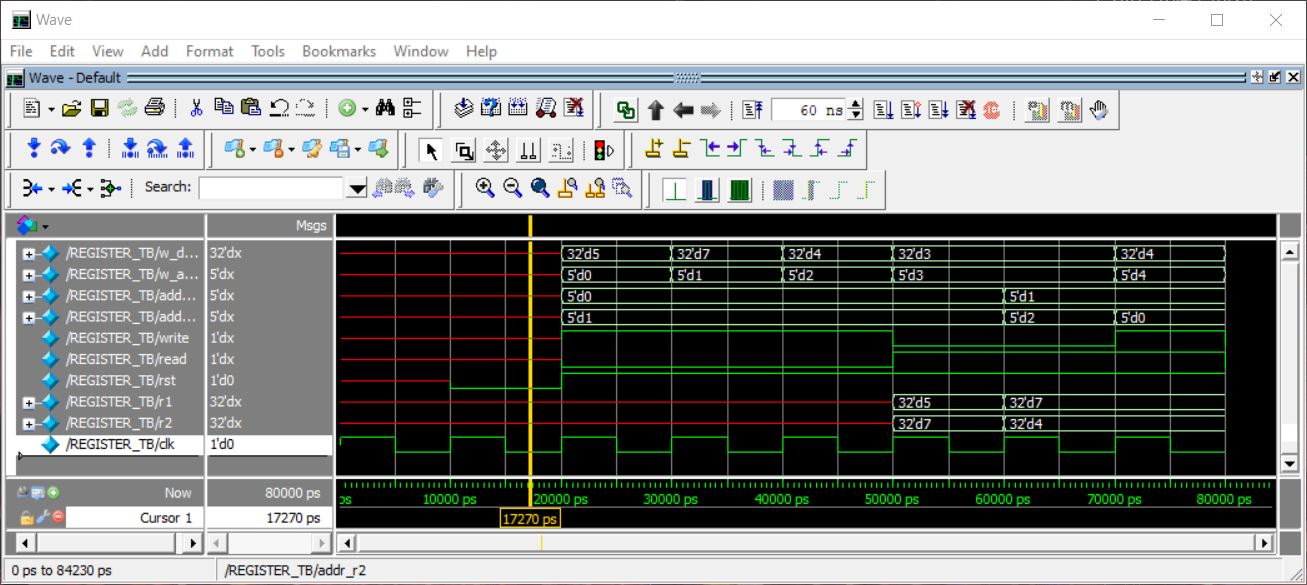 Wave
File Edit View Add Format Tools Bookmarks Window Help
Wave - Default
60 ns
Search:
Msgs
/REGISTER_TB/w_d... 32'dx 32'd5 32'd7 32'd4 32'd3 32'd4
/REGISTER_TB/w_a... 5'dx 5'd0 5'd1 5'd2 5'd3 5'd4
/REGISTER_TB/add... 5'dx 5'd0 5'd1
/REGISTER_TB/add... 5'dx 5'd1 5'd2 5'd0
/REGISTER_TB/write 1'dx
/REGISTER_TB/read 1'dx
/REGISTER_TB/rst 1'd0
/REGISTER_TB/r1 32'dx 32'd5 32'd7
/REGISTER_TB/r2 32'dx 32'd7 32'd4
/REGISTER_TB/clk 1'd0
Now 80000 ps ps 10000 ps 20000 ps 30000 ps 40000 ps 50000 ps 60000 ps 70000 ps 80000 ps
Cursor 1 17270 ps 17270 ps
0 ps to 84230 ps /REGISTER_TB/addr_r2